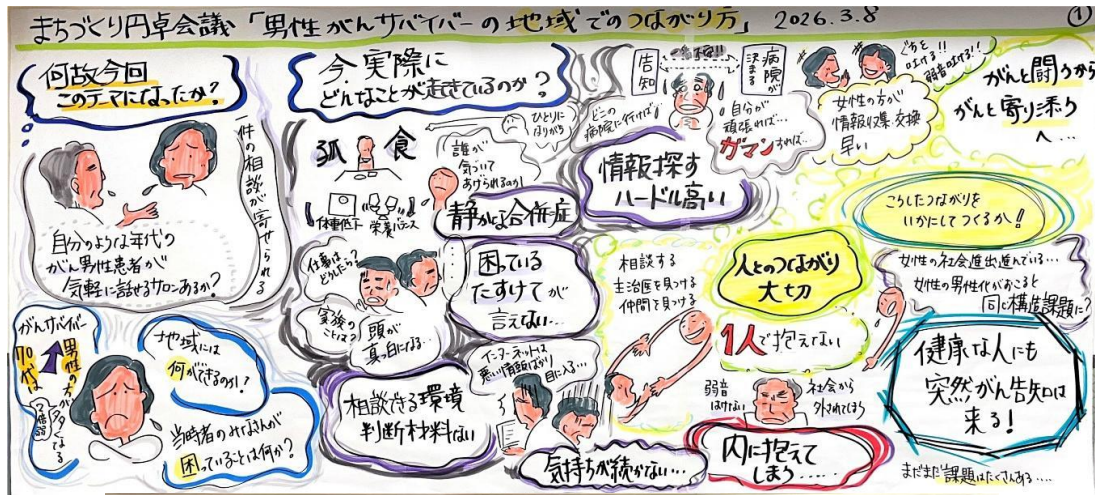 まちづくり円卓会議「男性がんサバイバーの地域でのつながり方」 2026.3.8
①
何故今回
このテーマになったか?
一件の相談が寄せられる
自分のような年代の
がん男性患者が
気軽に話せるサロンあるか?
がんサバイバー
70代は
男性の方が
多くなる
地域には
何ができるのか?
当時者のみなさんが
困っていることは何か?
今、実際に
どんなことが起きているのか?
孤食
ひとりに
なりがち
誰が
気づいて
あげられるのか
体重低下
栄養バランス
静かな合併症
仕事は
どうしたら?
家族の
ことは?
頭が
真っ白になる…
困っている
たすけてが
言えない…
相談できる環境
判断材料ない
インターネットは
悪い情報ばかり
目に入る…
気持ちが続かない…
告知
病院が
決まる
どこの
病院に行けば?
自分が
頑張れば…
ガマンすれば…
情報探す
ハードル高い
ぐちを
吐ける!!
弱音吐ける!!
女性の方が
情報収集交換
早い
がんと闘うから
がんと寄り添う
へ….
こうしたつながりを
いかにしてつくるか!
相談する
主治医を見つける
仲間を見つける
人とのつながり
大切
1人で抱えない
弱音
はけない
社会から
外されてしまう
内に抱えて
しまう……
女性の社会進出進んでいる…
女性の男性化がおこると
同じ構造課題に?
健康な人にも
突然がん告知は
来る!
まだまだ課題はたくさんある….